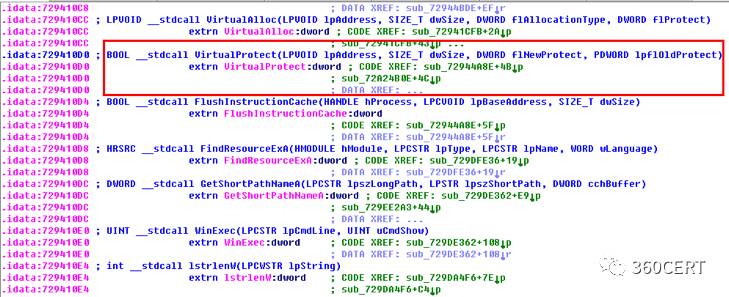 .idata:729410C8 ; DATA XREF: sub_72944BDE+EF↓r
.idata:729410CC ; LPVOID __stdcall VirtualAlloc(LPVOID lpAddress, SIZE_T dwSize, DWORD flAllocationType, DWORD flProtect)
.idata:729410CC extrn VirtualAlloc:dword ; CODE XREF: sub_72941CFB+2A↓p
.idata:729410CC ; sub_72941CFB+43↓p ...
.idata:729410D0 ; BOOL __stdcall VirtualProtect(LPVOID lpAddress, SIZE_T dwSize, DWORD flNewProtect, PDWORD lpflOldProtect)
.idata:729410D0 extrn VirtualProtect:dword ; CODE XREF: sub_72944A8E+4B↓p
.idata:729410D0 ; sub_72A24B0E+4C↓p
.idata:729410D0 ; DATA XREF: ...
.idata:729410D4 ; BOOL __stdcall FlushInstructionCache(HANDLE hProcess, LPCVOID lpBaseAddress, SIZE_T dwSize)
.idata:729410D4 extrn FlushInstructionCache:dword
.idata:729410D4 ; CODE XREF: sub_72944A8E+5F↓p
.idata:729410D4 ; DATA XREF: sub_72944A8E+5F↓r
.idata:729410D8 ; HRSRC __stdcall FindResourceExA(HMODULE hModule, LPCSTR lpType, LPCSTR lpName, WORD wLanguage)
.idata:729410D8 extrn FindResourceExA:dword ; CODE XREF: sub_729DFE36+19↓p
.idata:729410D8 ; DATA XREF: sub_729DFE36+19↓r
.idata:729410DC ; DWORD __stdcall GetShortPathNameA(LPCSTR lpszLongPath, LPSTR lpszShortPath, DWORD cchBuffer)
.idata:729410DC extrn GetShortPathNameA:dword ; CODE XREF: sub_729DE362+E9↓p
.idata:729410DC ; sub_729EE2A3+44↓p
.idata:729410DC ; DATA XREF: ...
.idata:729410E0 ; UINT __stdcall WinExec(LPCSTR lpCmdLine, UINT uCmdShow)
.idata:729410E0 extrn WinExec:dword ; CODE XREF: sub_729DE362+108↓p
.idata:729410E0 ; DATA XREF: sub_729DE362+108↓r
.idata:729410E4 ; int __stdcall lstrlenW(LPCWSTR lpString)
.idata:729410E4 extrn lstrlenW:dword ; CODE XREF: sub_729DA4F6+7E↓p
.idata:729410E4 ; sub_729DA4F6+C4↓p
360CERT